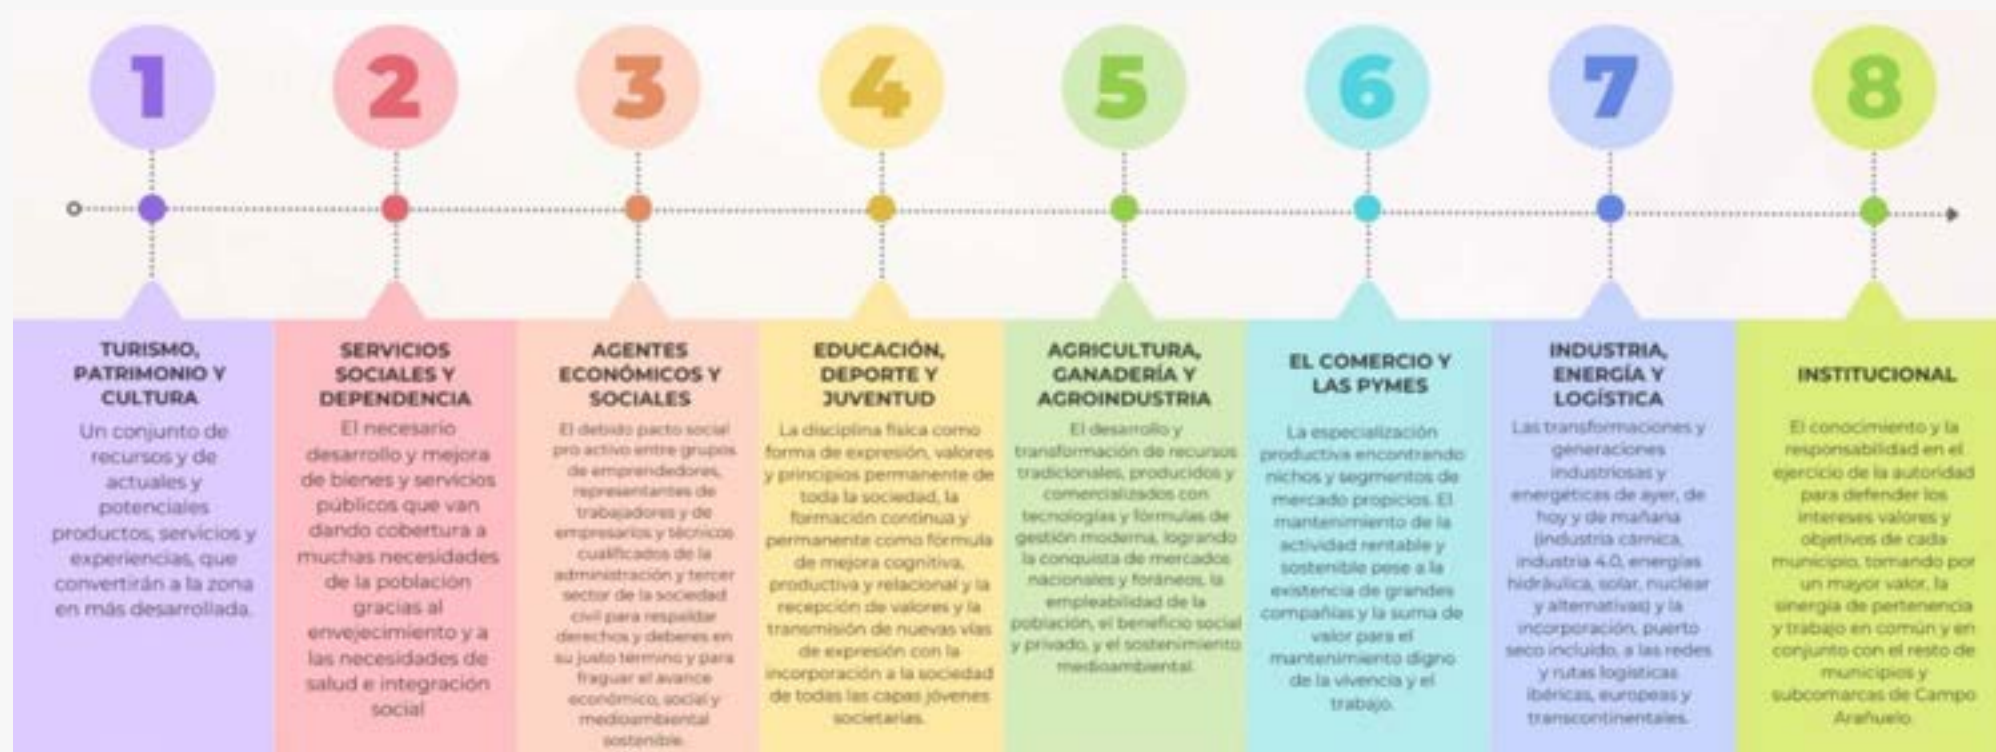 1
2
3
4
5
6
7
8
TURISMO,
PATRIMONIO Y
CULTURA
Un conjunto de
recursos y de
actuales y
potenciales
productos, servicios y
experiencias, que
convertirán a la zona
en más desarrollada.
SERVICIOS
SOCIALES Y
DEPENDENCIA
El necesario
desarrollo y mejora
de bienes y servicios
públicos que van
dando cobertura a
muchas necesidades
de la población
gracias al
envejecimiento y a
las necesidades de
salud e integración
social
AGENTES
ECONÓMICOS Y
SOCIALES
El debido pacto social
pro activo entre grupos
de emprendedores,
representantes de
trabajadores y de
empresarios y técnicos
cualificados de la
administración y tercer
sector de la sociedad
civil para respaldar
derechos y deberes en
su justo término y para
fraguar el avance
económico, social y
medioambiental
sostenible.
EDUCACIÓN,
DEPORTE Y
JUVENTUD
La disciplina física como
forma de expresión, valores
y principios permanente de
toda la sociedad, la
formación continua y
permanente como fórmula
de mejora cognitiva,
productiva y relacional y la
recepción de valores y la
transmisión de nuevas vías
de expresión con la
incorporación a la sociedad
de todas las capas jóvenes
societarias.
AGRICULTURA,
GANADERÍA Y
AGROINDUSTRIA
El desarrollo y
transformación de recursos
tradicionales, producidos y
comercializados con
tecnologías y fórmulas de
gestión moderna, logrando
la conquista de mercados
nacionales y foráneos, la
empleabilidad de la
población, el beneficio social
y privado, y el sostenimiento
medioambiental.
EL COMERCIO Y
LAS PYMES
La especialización
productiva encontrando
nichos y segmentos de
mercado propicios. El
mantenimiento de la
actividad rentable y
sostenible pese a la
existencia de grandes
compañías y la suma de
valor para el
mantenimiento digno
de la vivencia y el
trabajo.
INDUSTRIA,
ENERGÍA Y
LOGÍSTICA
Las transformaciones y
generaciones
industriosas y
energéticas de ayer, de
hoy y de mañana
(industria cárnica,
industria 4.0, energías
hidráulica, solar, nuclear
y alternativas) y la
incorporación, puerto
seco incluido, a las redes
y rutas logísticas
ibéricas, europeas y
transcontinentales.
INSTITUCIONAL
El conocimiento y la
responsabilidad en el
ejercicio de la autoridad
para defender los
intereses valores y
objetivos de cada
municipio, tomando por
un mayor valor, la
sinergia de pertenencia
y trabajo en común y en
conjunto con el resto de
municipios y
subcomarcas de Campo
Arañuelo.